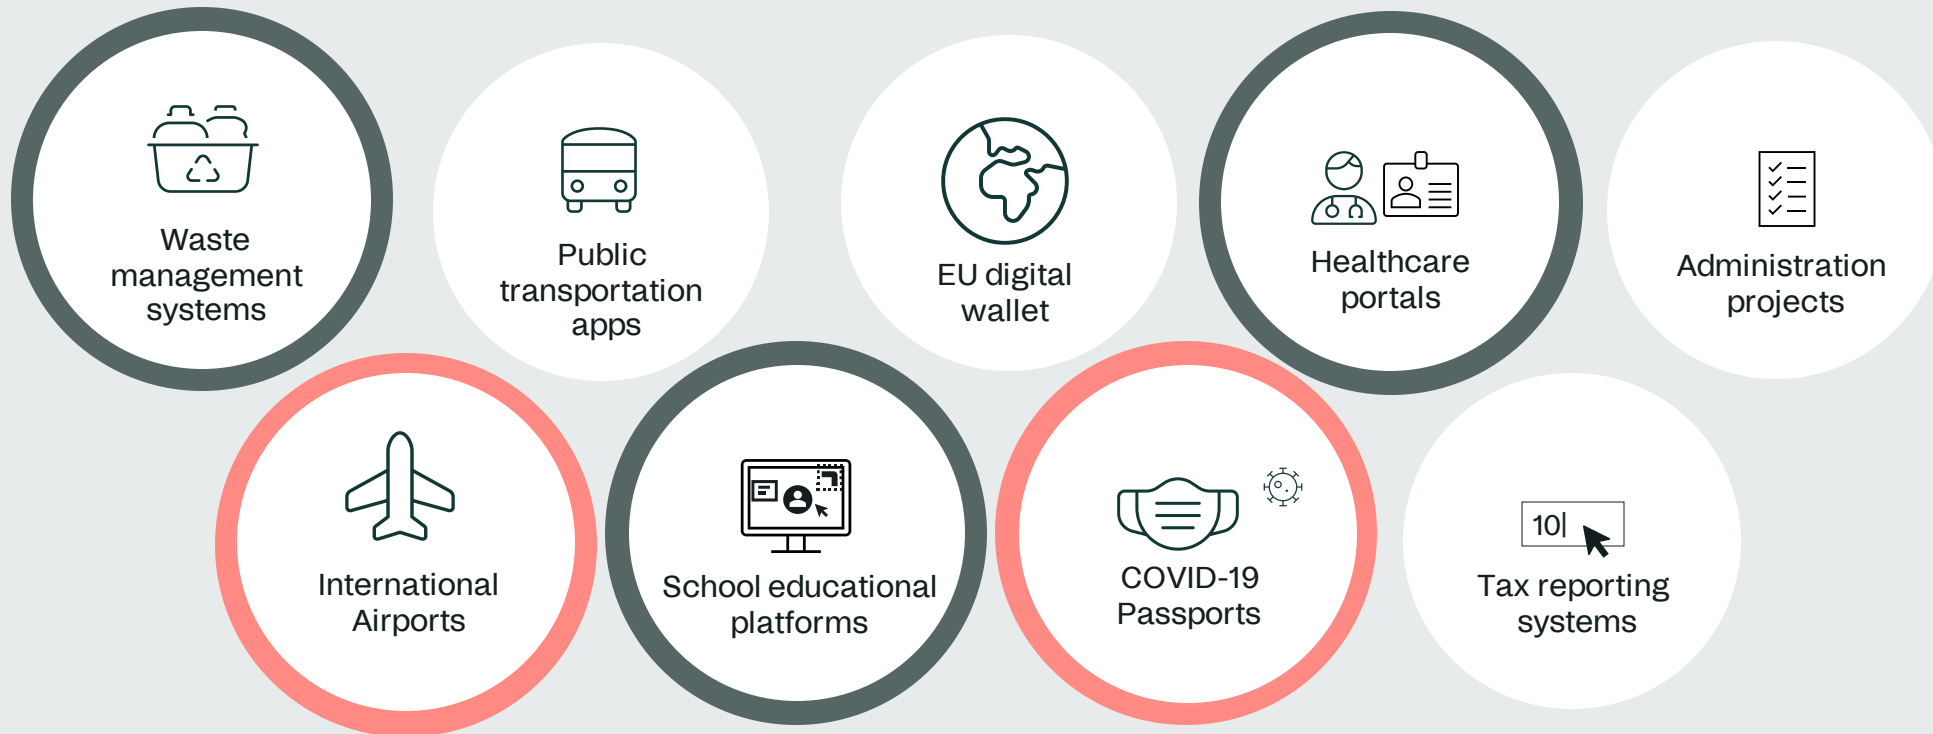 Waste
management
systems
Public
transportation
apps
EU digital
wallet
Healthcare
portals
Administration
projects
International
Airports
School educational
platforms
COVID-19
Passports
10|
Tax reporting
systems